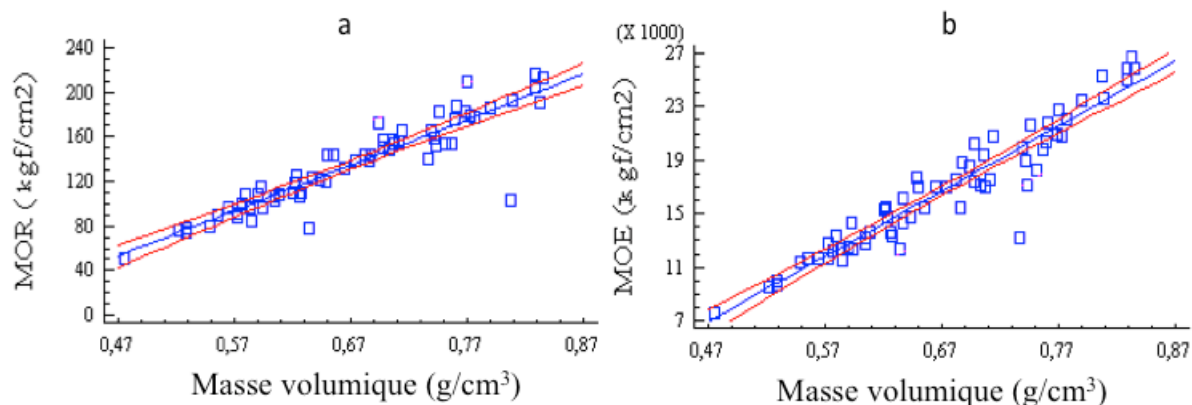 a
MOR ( kgf/cm2)
240
200
160
120
80
40
0
0,47 0,57 0,67 0,77 0,87
Masse volumique (g/cm³)
b
(X 1000)
MOE (k gf/cm2)
27
23
19
15
11
7
0,47 0,57 0,67 0,77 0,87
Masse volumique (g/cm³)